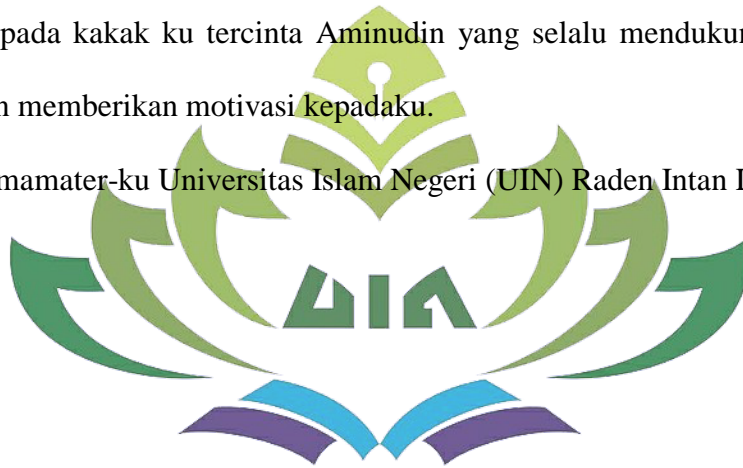 pada kakak ku tercinta Aminudin yang selalu mendukun
n memberikan motivasi kepadaku.
mamater-ku Universitas Islam Negeri (UIN) Raden Intan
UIN